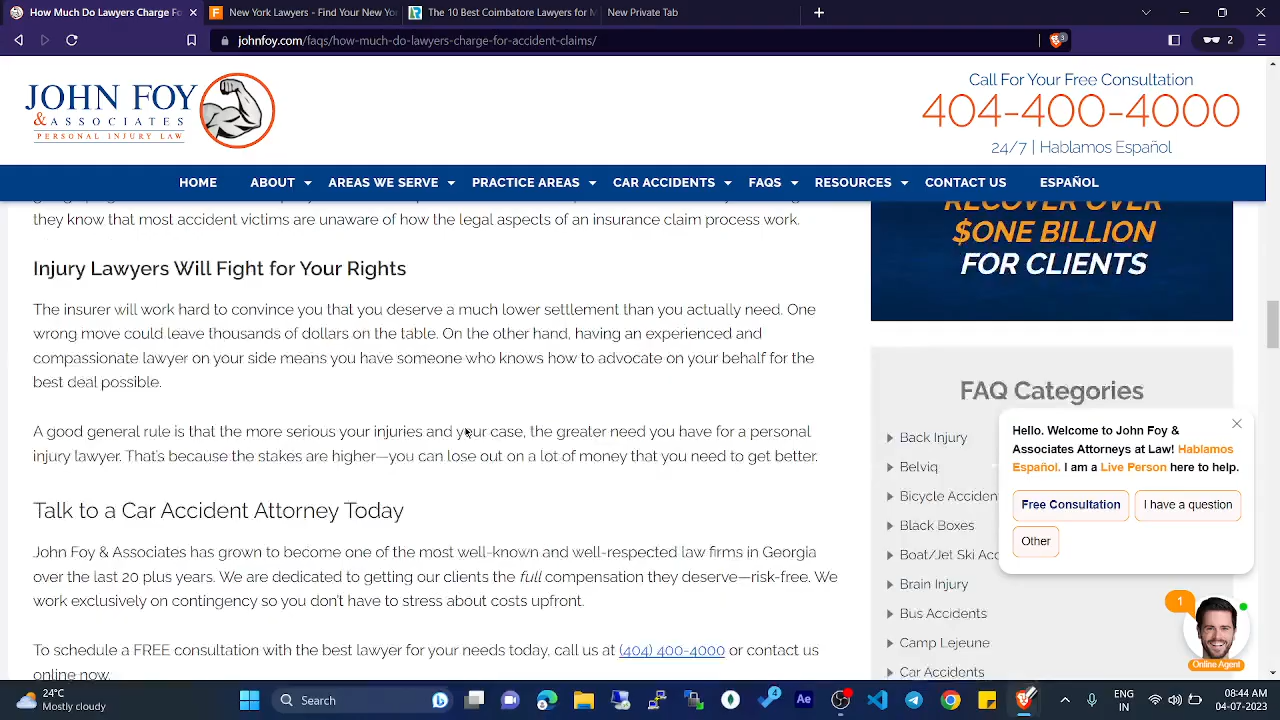 How Much Do Lawyers Charge Fo
New York Lawyers - Find Your New Yor
The 10 Best Coimbatore Lawyers for M
New Private Tab
johnfoy.com/faqs/how-much-do-lawyers-charge-for-accident-claims/
3
2
JOHN FOY
& ASSOCIATES
PERSONAL INJURY LAW
Call For Your Free Consultation
404-400-4000
24/7 | Hablamos Español
HOME
ABOUT
AREAS WE SERVE
PRACTICE AREAS
CAR ACCIDENTS
FAQS
RESOURCES
CONTACT US
ESPAÑOL
they know that most accident victims are unaware of how the legal aspects of an insurance claim process work.
Injury Lawyers Will Fight for Your Rights
The insurer will work hard to convince you that you deserve a much lower settlement than you actually need. One
wrong move could leave thousands of dollars on the table. On the other hand, having an experienced and
compassionate lawyer on your side means you have someone who knows how to advocate on your behalf for the
best deal possible.
A good general rule is that the more serious your injuries and your case, the greater need you have for a personal
injury lawyer. That's because the stakes are higher—you can lose out on a lot of money that you need to get better.
Talk to a Car Accident Attorney Today
John Foy & Associates has grown to become one of the most well-known and well-respected law firms in Georgia
over the last 20 plus years. We are dedicated to getting our clients the full compensation they deserve—risk-free. We
work exclusively on contingency so you don't have to stress about costs upfront.
To schedule a FREE consultation with the best lawyer for your needs today, call us at (404) 400-4000 or contact us
online now.
RECOVER OVER
$ONE BILLION
FOR CLIENTS
FAQ Categories
Back Injury
Belviq
Bicycle Acciden
Black Boxes
Boat/Jet Ski Acc
Brain Injury
Bus Accidents
Camp Lejeune
Car Accidents
Hello. Welcome to John Foy &
Associates Attorneys at Law! Hablamos
Español. I am a Live Person here to help.
Free Consultation
I have a question
Other
1
Online Agent
24°C
Mostly cloudy
Search
4
Ae
ENG
IN
08:44 AM
04-07-2023